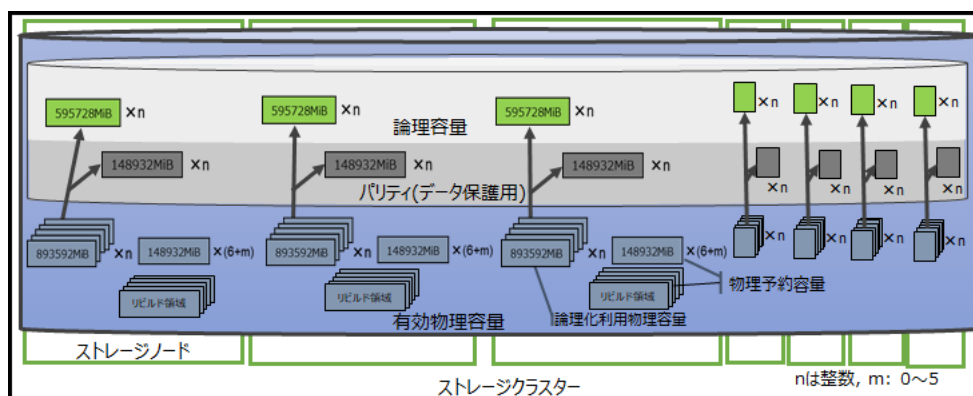 595728MiB ×n 595728MiB ×n 595728MiB ×n ×n ×n ×n ×n
論理容量
148932MiB ×n 148932MiB ×n 148932MiB ×n ×n ×n ×n ×n
パリティ(データ保護用)
893592MiB ×n 148932MiB ×(6+m) 893592MiB ×n 148932MiB ×(6+m) 893592MiB ×n 148932MiB ×(6+m) ×n ×n ×n ×n
リビルド領域 リビルド領域 リビルド領域 物理予約容量
有効物理容量 論理化利用物理容量
ストレージノード
ストレージクラスター nは整数, m: 0～5